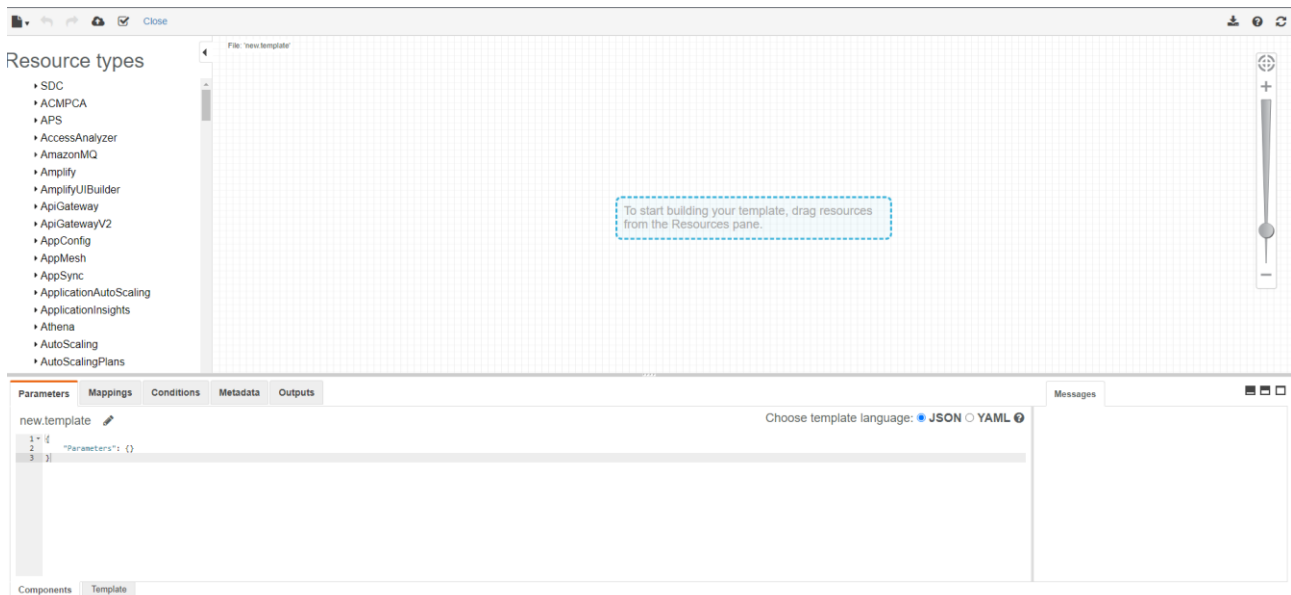 Close
File: 'new.template'
Resource types
SDC
ACMPCA
APS
AccessAnalyzer
AmazonMQ
Amplify
AmplifyUIBuilder
ApiGateway
ApiGatewayV2
AppConfig
AppMesh
AppSync
ApplicationAutoScaling
ApplicationInsights
Athena
AutoScaling
AutoScalingPlans
To start building your template, drag resources
from the Resources pane.
Parameters Mappings Conditions Metadata Outputs
Messages
new.template
Choose template language: JSON YAML
1 {
2 "Parameters": {}
3 }
Components Template